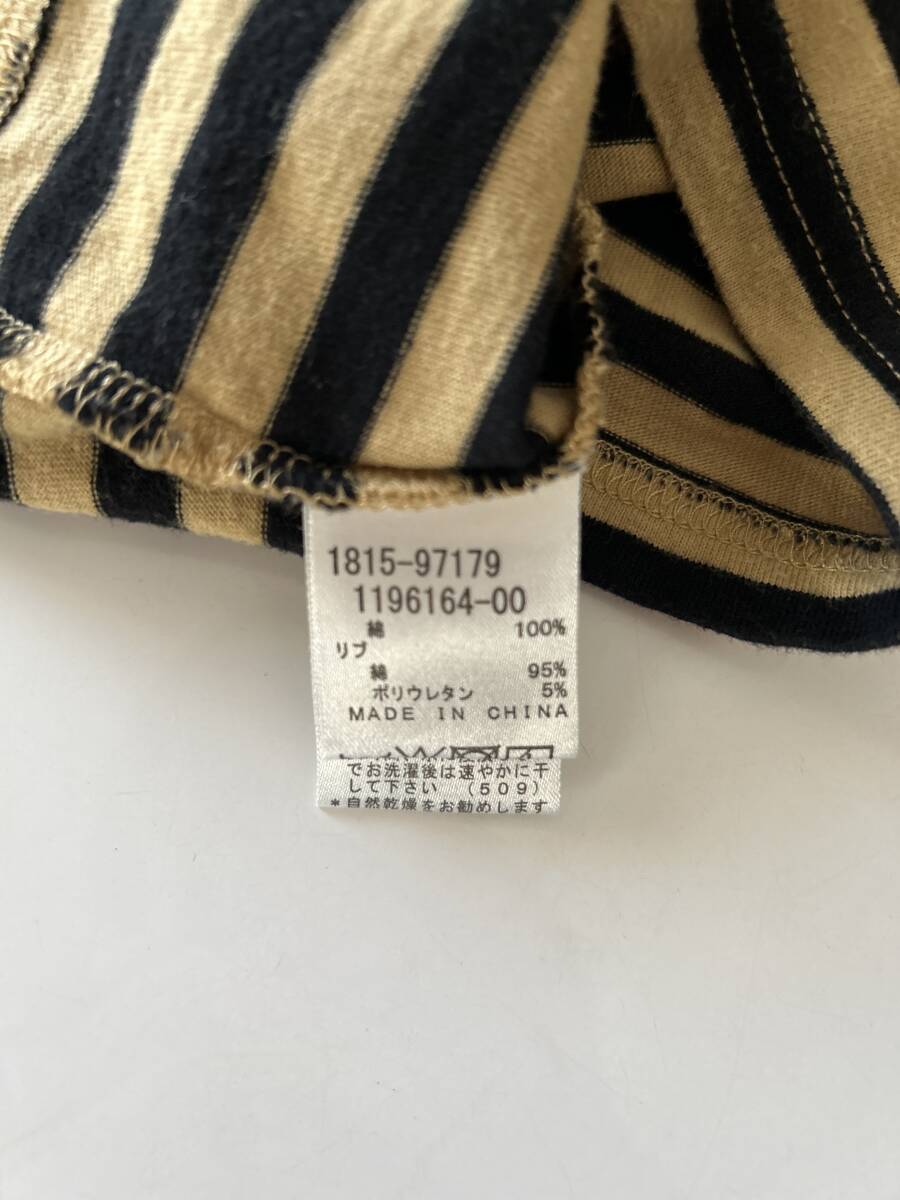 1815-97179
1196164-00
綿 100%
リブ
綿 95%
ポリウレタン 5%
MADE IN CHINA
でお洗濯後は速やかに干
して下さい (509)
*自然乾燥をお勧めします